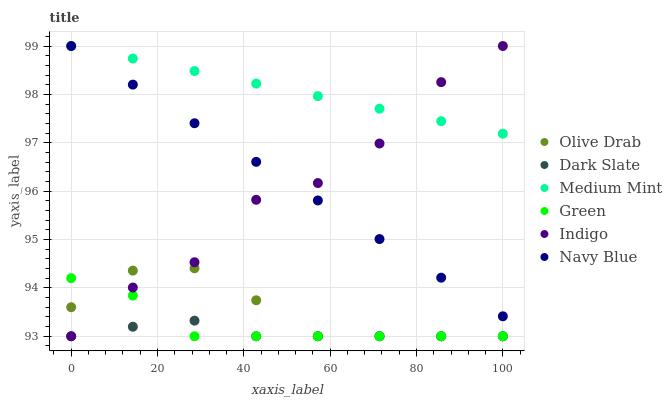 title
99
98
97
96
95
94
93
0
20
40
60
80
100
yaxis_label
xaxis_label
Olive Drab
Dark Slate
Medium Mint
Green
Indigo
Navy Blue